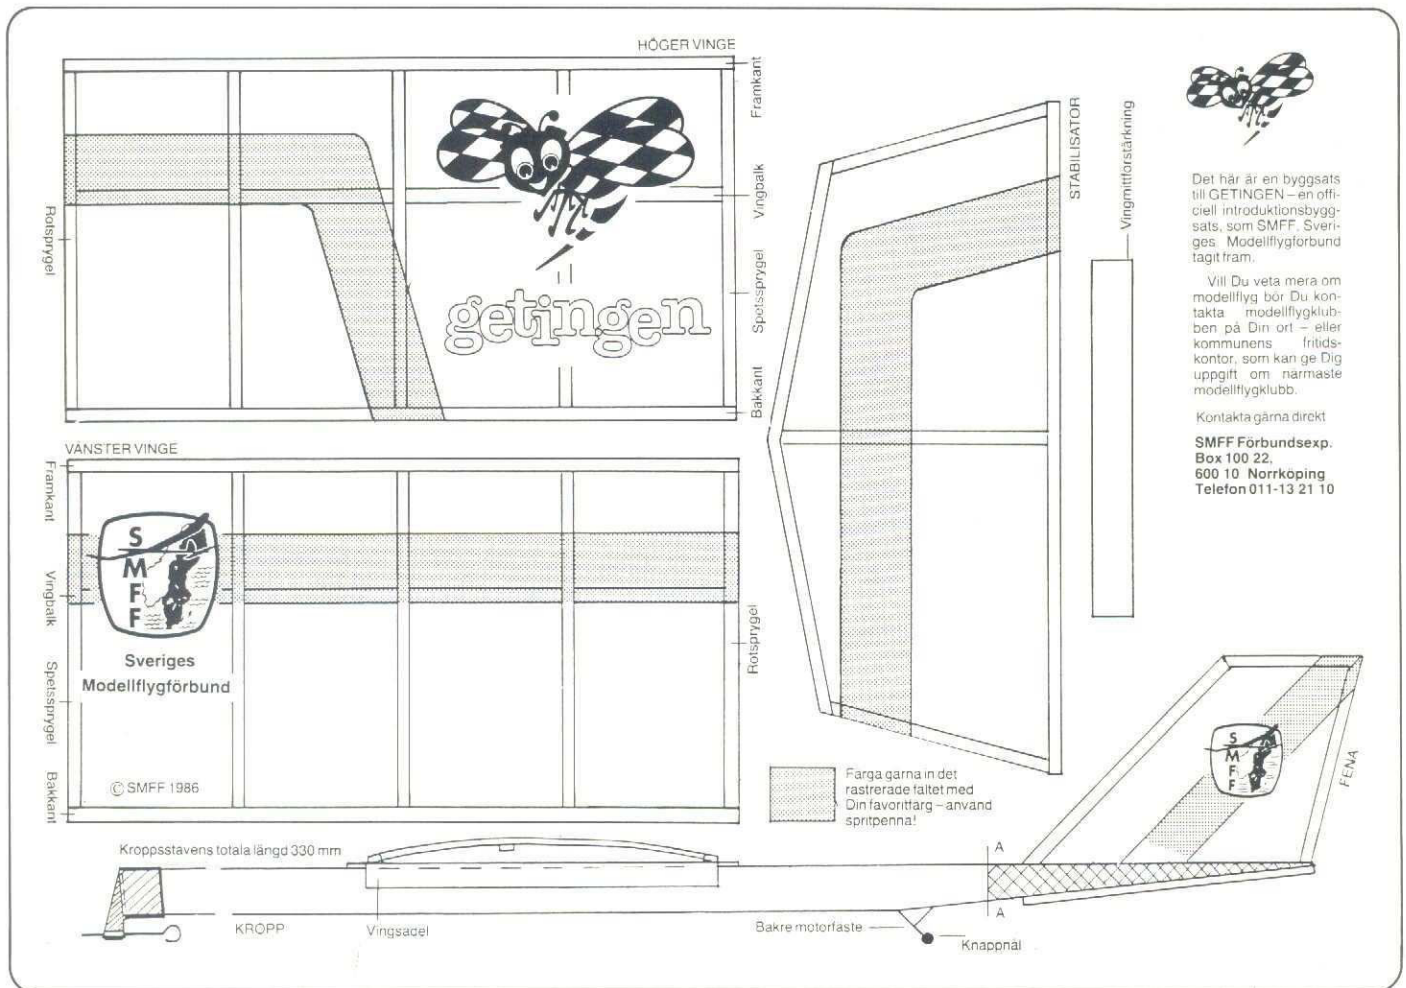 HÖGER VINGE
Framkant
Vingbalk
Spetssprygel
Bakkant
Rotsprygel
getingen
VÄNSTER VINGE
Framkant
Vingbalk
Spetssprygel
Bakkant
Rotsprygel
S
M
F
F
Sveriges
Modellflygförbund
© SMFF 1986
STABILISATOR
Vingmittförstärkning
Det här är en byggsats
till GETINGEN – en offi-
ciell introduktionsbygg-
sats, som SMFF, Sveri-
ges Modellflygförbund
tagit fram.
Vill Du veta mera om
modellflyg bör Du kon-
takta modellflygklub-
ben på Din ort – eller
kommunens fritids-
kontor, som kan ge Dig
uppgift om närmaste
modellflygklubb.
Kontakta gärna direkt
SMFF Förbundsexp.
Box 100 22,
600 10 Norrköping
Telefon 011-13 21 10
Färga gärna in det
rastrerade fältet med
Din favoritfärg – använd
spritpenna!
S
M
F
F
FENA
Kroppsstavens totala längd 330 mm
KROPP
Vingsadel
Bakre motorfäste
Knappnål
A
A